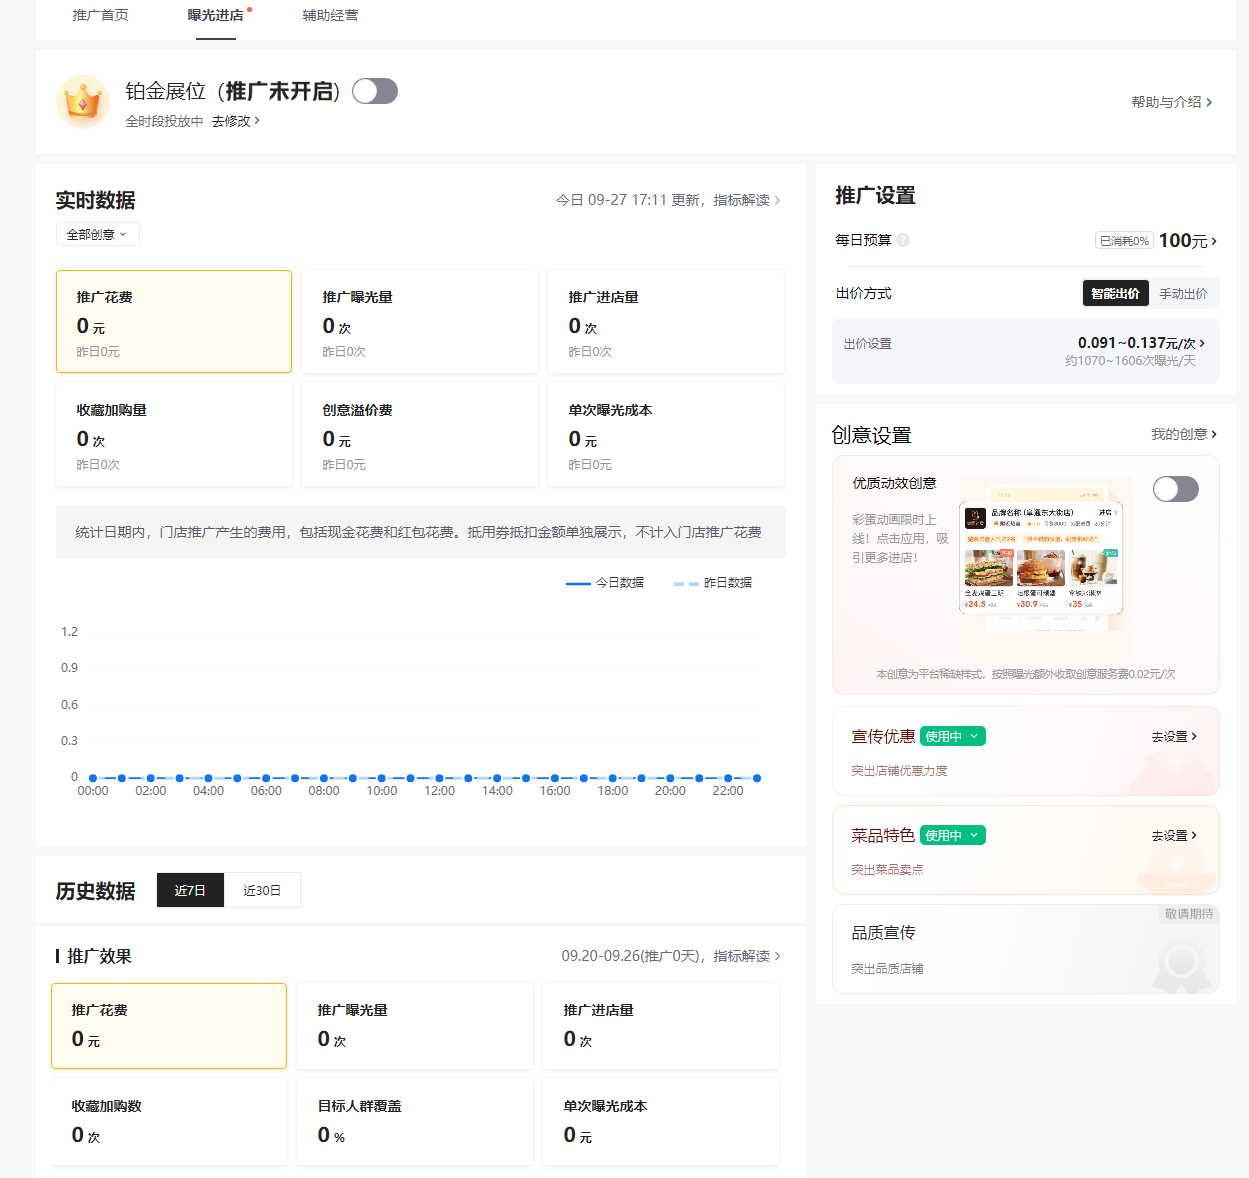 推广首页
曝光进店
辅助经营
铂金展位（推广未开启）
全时段投放中 去修改
帮助与介绍
实时数据
今日 09-27 17:11 更新，指标解读
全部创意
推广花费
0 元
昨日0元
推广曝光量
0 次
昨日0次
推广进店量
0 次
昨日0次
收藏加购量
0 次
昨日0次
创意溢价费
0 元
昨日0元
单次曝光成本
0 元
昨日0元
统计日期内，门店推广产生的费用，包括现金花费和红包花费。抵用券抵扣金额单独展示，不计入门店推广花费
今日数据
昨日数据
1.2
0.9
0.6
0.3
0
00:00
02:00
04:00
06:00
08:00
10:00
12:00
14:00
16:00
18:00
20:00
22:00
历史数据
近7日
近30日
推广效果
09.20-09.26(推广0天)，指标解读
推广花费
0 元
推广曝光量
0 次
推广进店量
0 次
收藏加购数
0 次
目标人群覆盖
0 %
单次曝光成本
0 元
推广设置
每日预算 ?
已消耗0% 100元
出价方式
智能出价
手动出价
出价设置
0.091~0.137元/次
约1070~1606次曝光/天
创意设置
我的创意
优质动效创意
彩蛋动画限时上
线！点击应用，吸
引更多进店！
品牌名称 (阜通东大街店)
进店
¥24.5
¥30.9
¥35
本创意为平台稀缺样式，按照曝光额外收取创意服务费0.02元/次
宣传优惠
使用中
去设置
突出店铺优惠力度
菜品特色
使用中
去设置
突出菜品卖点
敬请期待
品质宣传
突出品质店铺